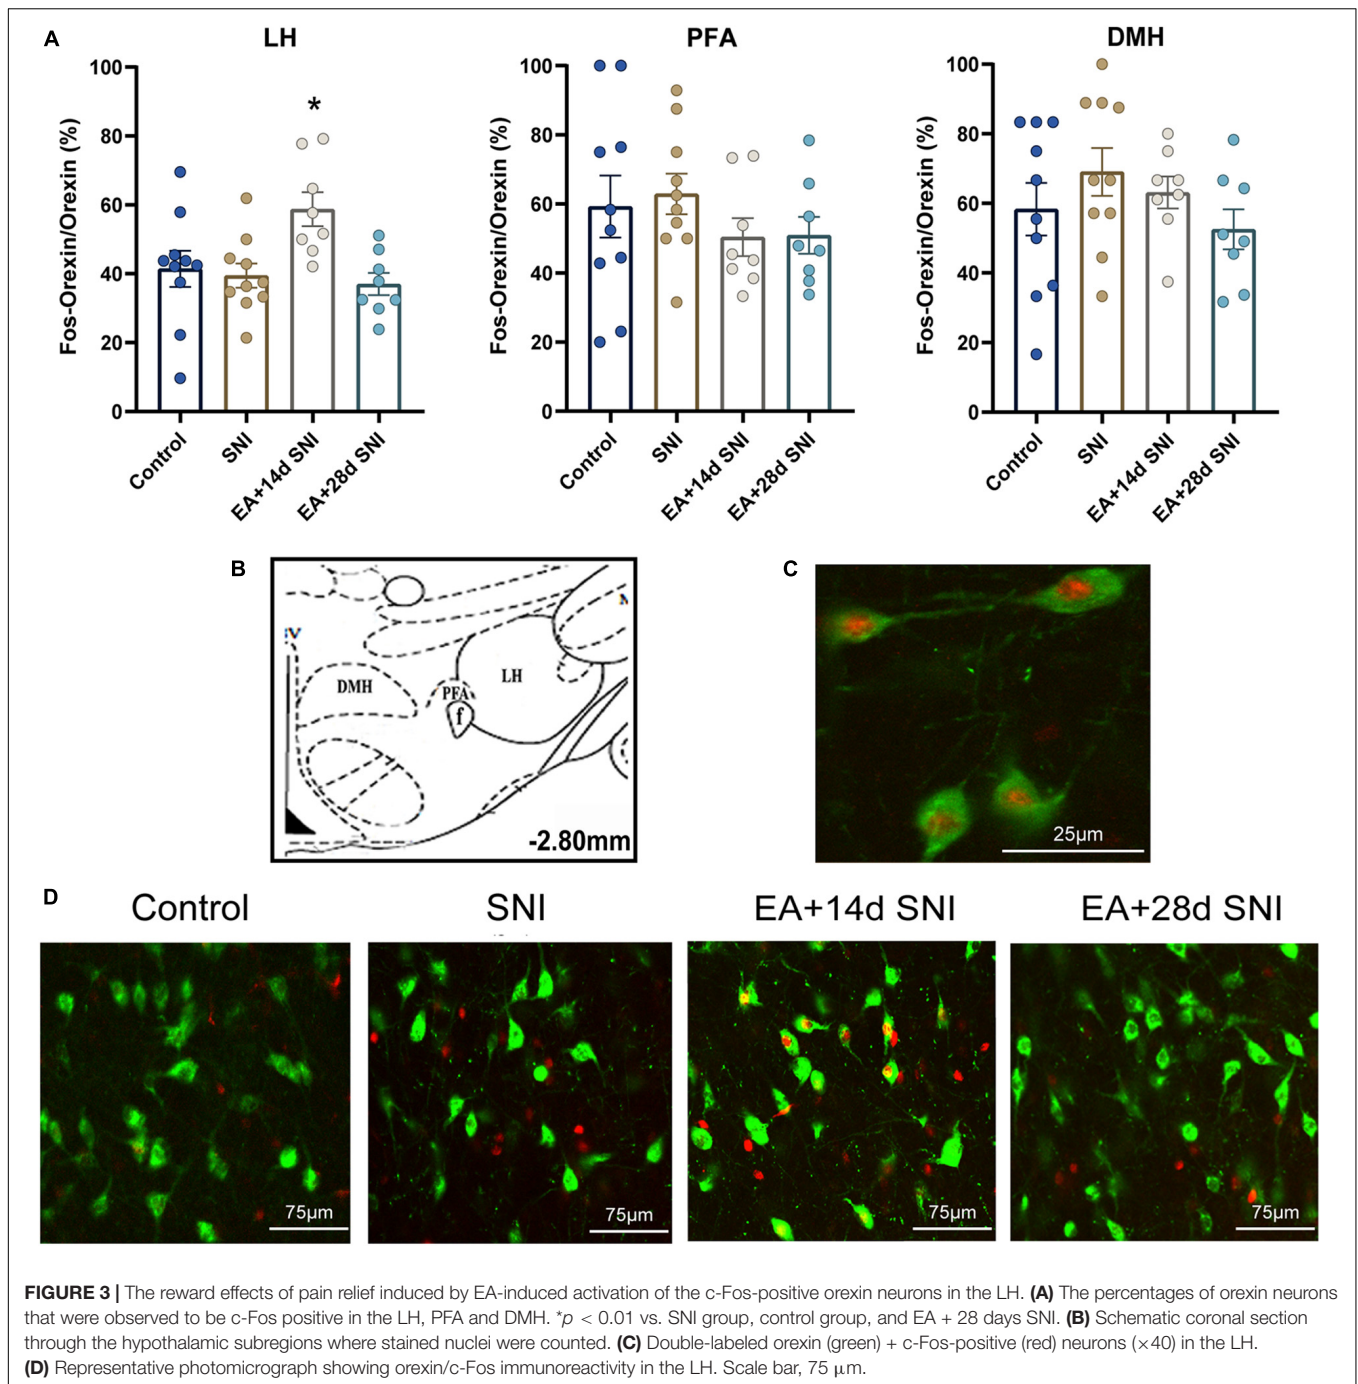 A
LH
PFA
DMH
Fos-Orexin/Orexin (%)
100
80
60
40
20
0
Control
SNI
EA+14d SNI
EA+28d SNI
Fos-Orexin/Orexin (%)
100
80
60
40
20
0
Control
SNI
EA+14d SNI
EA+28d SNI
Fos-Orexin/Orexin (%)
100
80
60
40
20
0
Control
SNI
EA+14d SNI
EA+28d SNI
*
B
DMH
PFA
f
LH
-2.80mm
C
25µm
D
Control
SNI
EA+14d SNI
EA+28d SNI
75µm
75µm
75µm
75µm
FIGURE 3 | The reward effects of pain relief induced by EA-induced activation of the c-Fos-positive orexin neurons in the LH. (A) The percentages of orexin neurons
that were observed to be c-Fos positive in the LH, PFA and DMH. *p < 0.01 vs. SNI group, control group, and EA + 28 days SNI. (B) Schematic coronal section
through the hypothalamic subregions where stained nuclei were counted. (C) Double-labeled orexin (green) + c-Fos-positive (red) neurons (×40) in the LH.
(D) Representative photomicrograph showing orexin/c-Fos immunoreactivity in the LH. Scale bar, 75 µm.